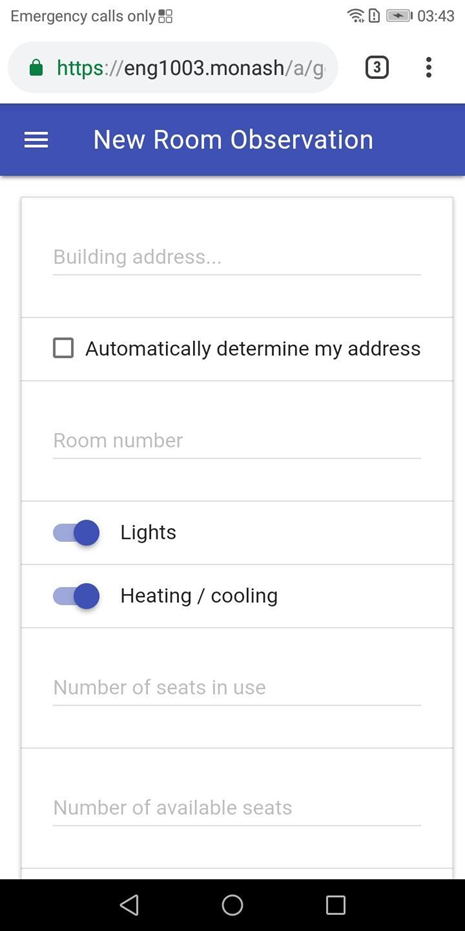 Emergency calls only
03:43
https://eng1003.monash/a/g
3
New Room Observation
Building address...
Automatically determine my address
Room number
Lights
Heating / cooling
Number of seats in use
Number of available seats